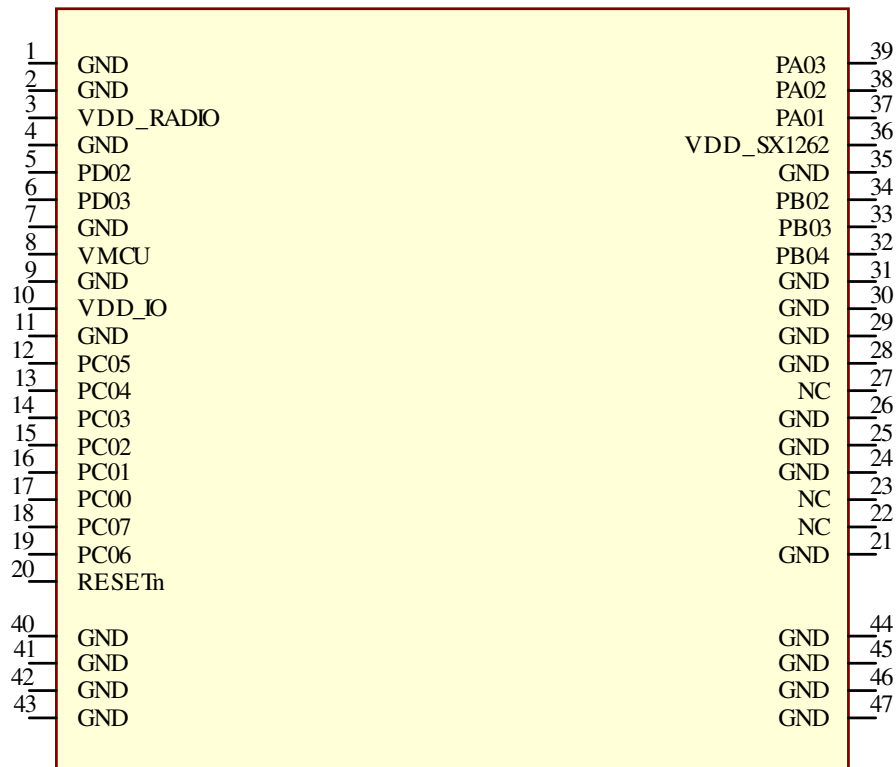 1 GND PA03 39
2 GND PA02 38
3 VDD_RADIO PA01 37
4 GND VDD_SX1262 36
5 PD02 GND 35
6 PD03 PB02 34
7 GND PB03 33
8 VMCU PB04 32
9 GND GND 31
10 VDD_IO GND 30
11 GND GND 29
12 PC05 GND 28
13 PC04 NC 27
14 PC03 GND 26
15 PC02 GND 25
16 PC01 GND 24
17 PC00 NC 23
18 PC07 NC 22
19 PC06 GND 21
20 RESETn
40 GND GND 44
41 GND GND 45
42 GND GND 46
43 GND GND 47